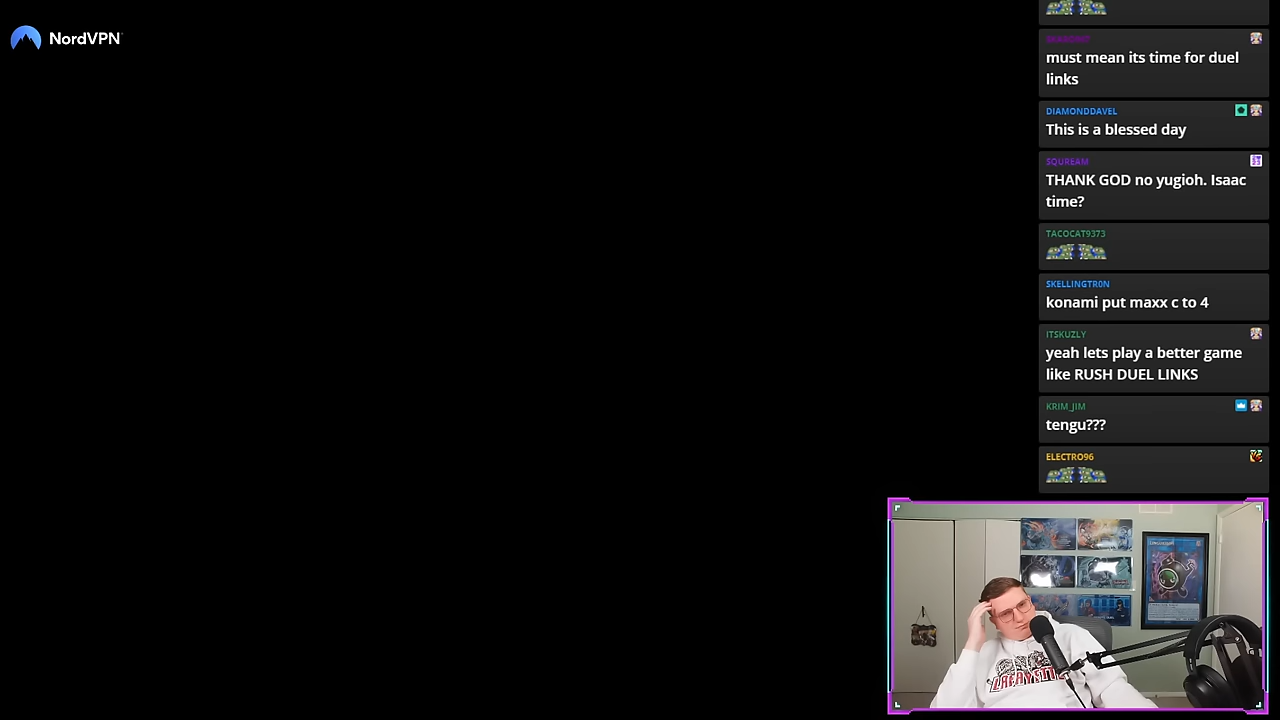 NordVPN
must mean its time for duel
links
DIAMONDDAVEL
This is a blessed day
SQUREAM
THANK GOD no yugioh. Isaac
time?
TACOCAT9373
SKELLINGTR0N
konami put maxx c to 4
ITSKUZLY
yeah lets play a better game
like RUSH DUEL LINKS
KRIM_JIM
tengu???
ELECTRO96
LAFAYETTE